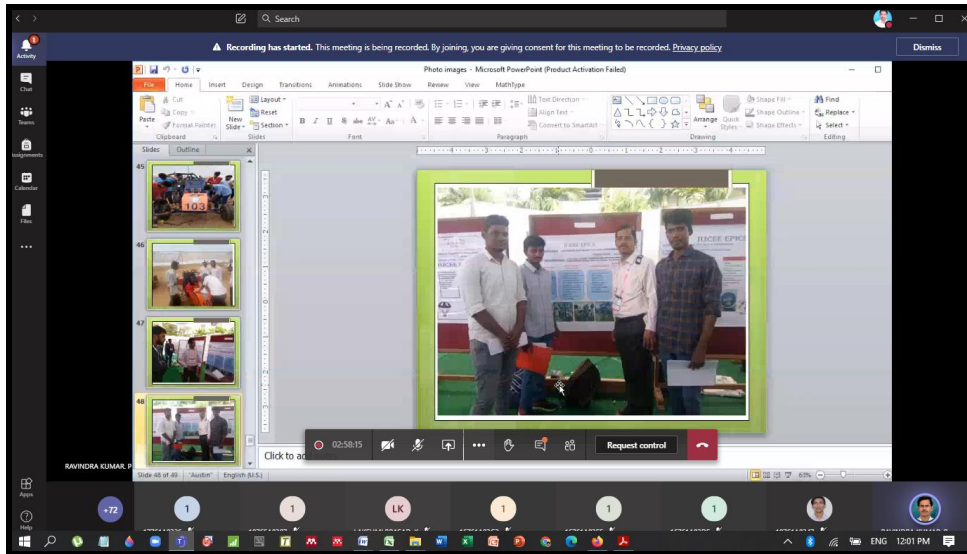 Search
Activity
Chat
Teams
Assignments
Calendar
Files
Apps
Help
Recording has started. This meeting is being recorded. By joining, you are giving consent for this meeting to be recorded. Privacy policy
Dismiss
Photo images - Microsoft PowerPoint (Product Activation Failed)
File Home Insert Design Transitions Animations Slide Show Review View MathType
Paste
Cut
Copy
Format Painter
Clipboard
New Slide
Layout
Reset
Section
Slides
Font
Text Direction
Align Text
Convert to SmartArt
Paragraph
Arrange
Quick Styles
Shape Fill
Shape Outline
Shape Effects
Drawing
Find
Replace
Select
Editing
Slides Outline
45
103
46
47
48
Click to ad
02:58:15
Request control
RAVINDRA KUMAR. P
Slide 48 of 49 "Austin" English (U.S.) 63%
+72
1
1
LK
1
1
1
ENG 12:01 PM